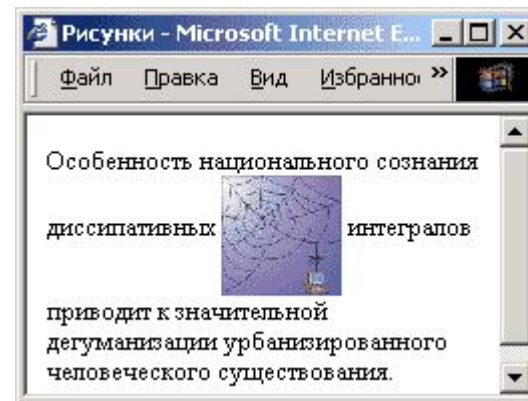 Рисунки - Microsoft Internet E...
Файл Правка Вид Избранно »
Особенность национального сознания
диссипативных интегралов
приводит к значительной
дегуманизации урбанизированного
человеческого существования.